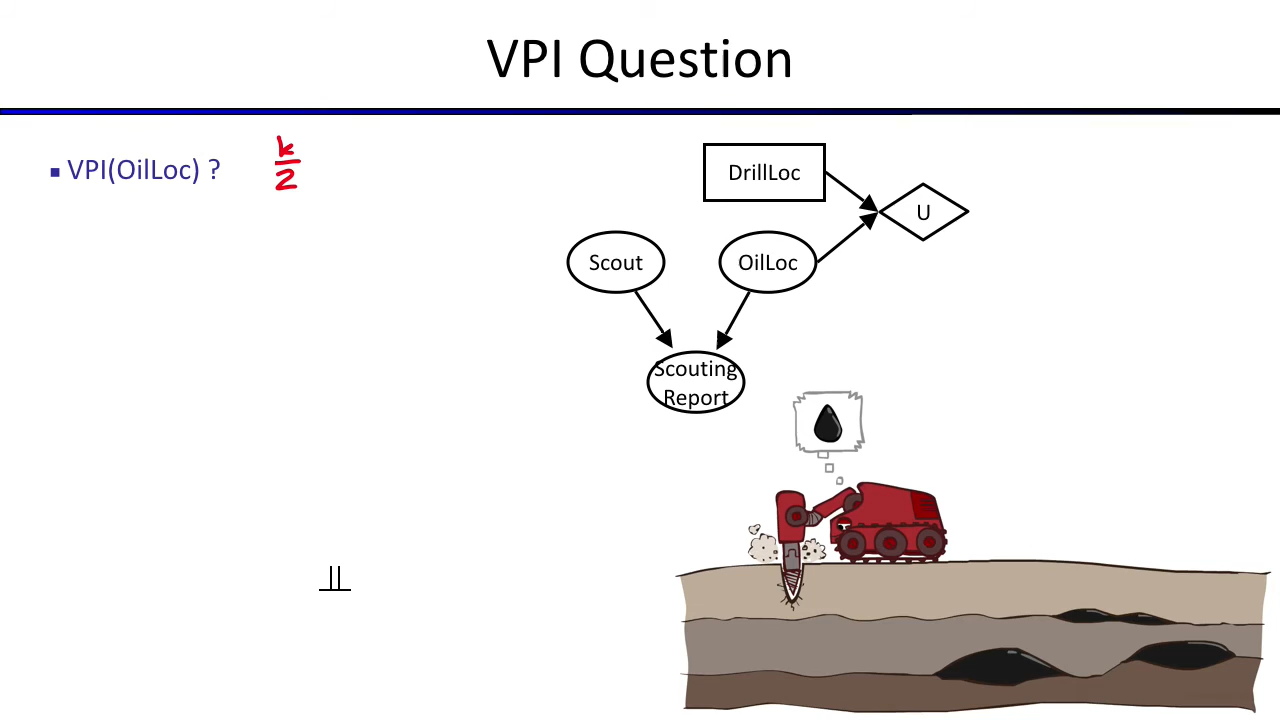 VPI Question
▪ VPI(OilLoc) ?
k
2
DrillLoc
U
Scout
OilLoc
Scouting
Report
⫫